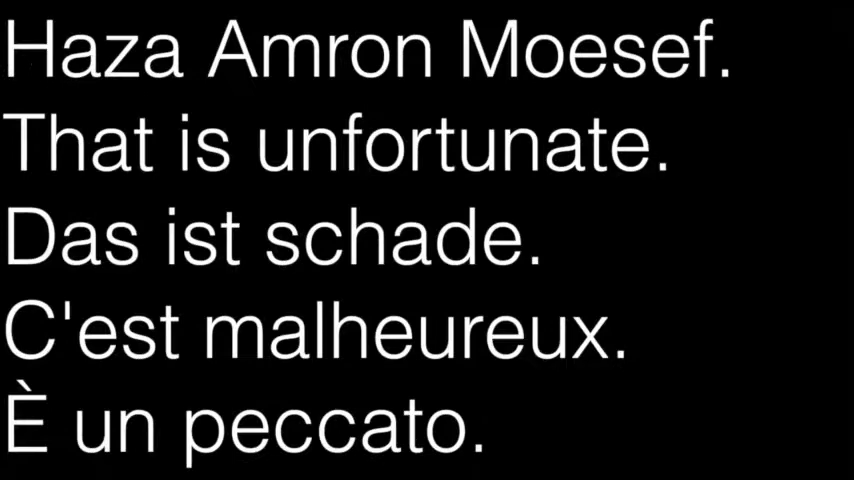 Haza Amron Moesef.
That is unfortunate.
Das ist schade.
C'est malheureux.
È un peccato.